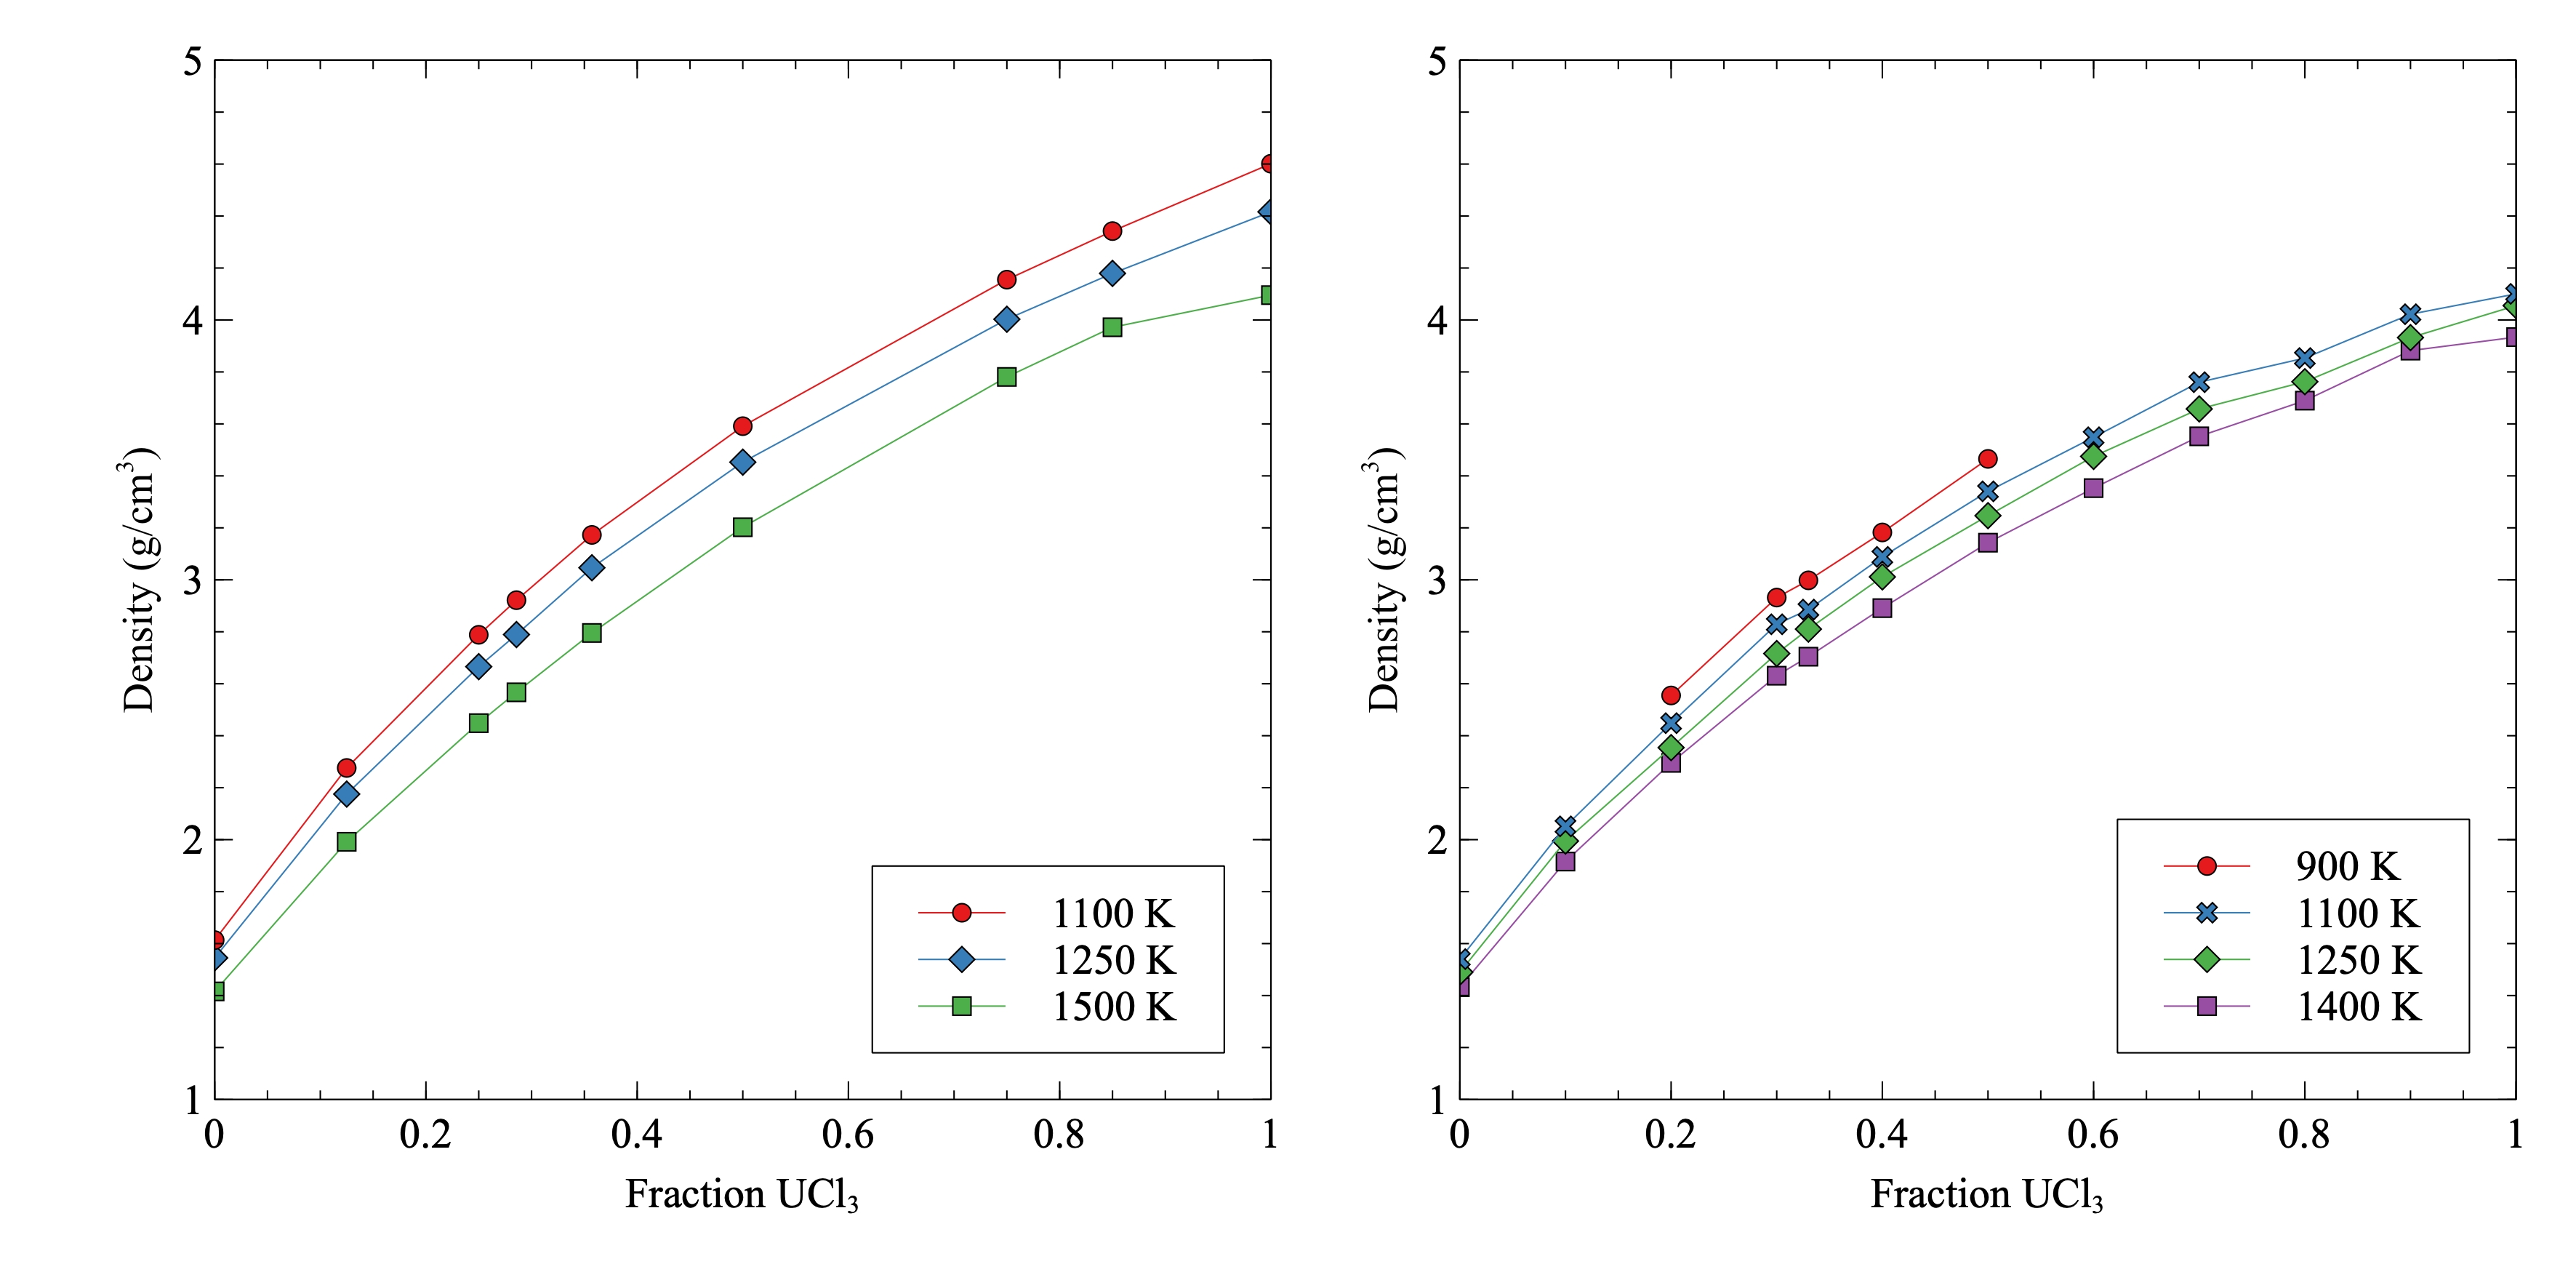 5
4
3
2
1
Density (g/cm³)
0 0.2 0.4 0.6 0.8 1
Fraction UCl₃
1100 K
1250 K
1500 K
5
4
3
2
1
Density (g/cm³)
0 0.2 0.4 0.6 0.8 1
Fraction UCl₃
900 K
1100 K
1250 K
1400 K